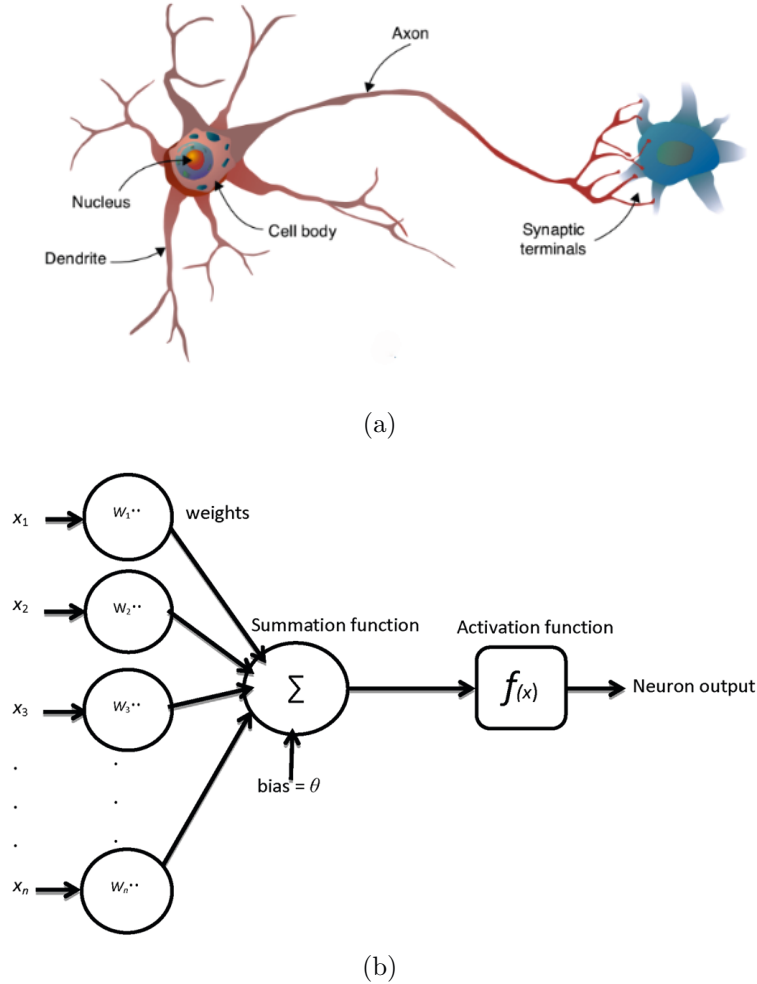 Axon
Nucleus
Cell body
Synaptic
terminals
Dendrite
(a)
x₁
W₁..
weights
x₂
W₂..
Summation function
Activation function
x₃
W₃..
Σ
f(x)
Neuron output
bias = θ
xₙ
Wₙ..
(b)